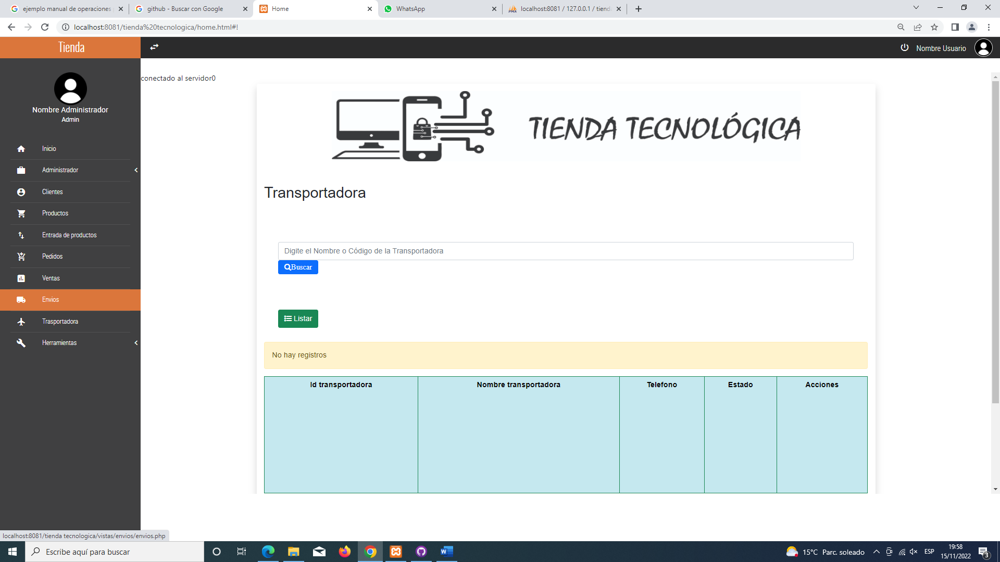 ejemplo manual de operaciones
github - Buscar con Google
Home
WhatsApp
localhost:8081 / 127.0.0.1 / tiend
localhost:8081/tienda%20tecnologica/home.html#!
Tienda
Nombre Usuario
Nombre Administrador
Admin
Inicio
Administrador
Clientes
Productos
Entrada de productos
Pedidos
Ventas
Envios
Trasportadora
Herramientas
conectado al servidor0
TIENDA TECNOLÓGICA
Transportadora
Digite el Nombre o Código de la Transportadora
Buscar
Listar
No hay registros
Id transportadora Nombre transportadora Telefono Estado Acciones
localhost:8081/tienda tecnologica/vistas/envios/envios.php
Escribe aquí para buscar
15°C Parc. soleado
ESP
19:58
15/11/2022
3